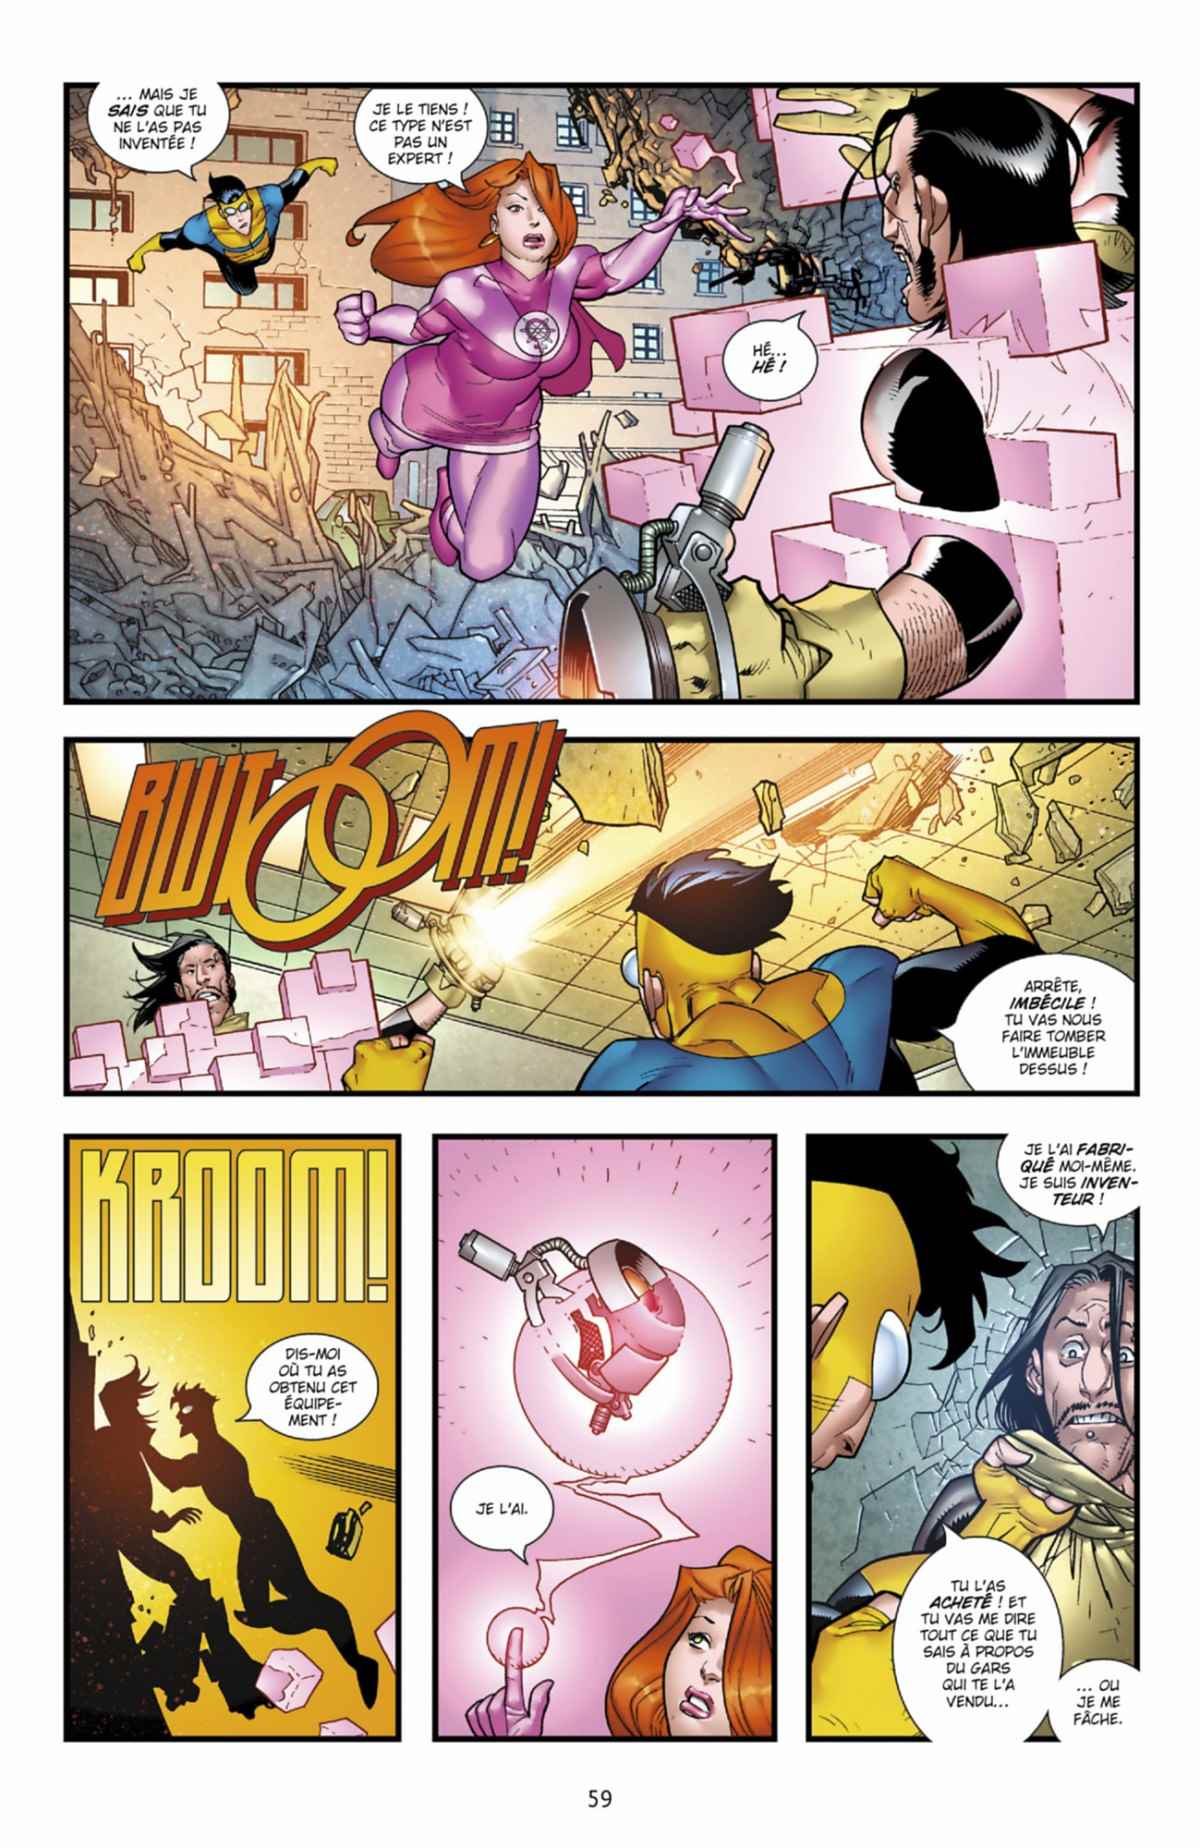 ... MAIS JE
SAIS QUE TU
NE L'AS PAS
INVENTÉE !
JE LE TIENS !
CE TYPE N'EST
PAS UN
EXPERT !
HÉ...
HÉ !
BWTOOM!
ARRÊTE,
IMBÉCILE !
TU VAS NOUS
FAIRE TOMBER
L'IMMEUBLE
DESSUS !
KROOM!
DIS-MOI
OÙ TU AS
OBTENU CET
ÉQUIPE-
MENT !
JE L'AI.
JE L'AI FABRI-
QUÉ MOI-MÊME.
JE SUIS INVEN-
TEUR !
TU L'AS
ACHETÉ ! ET
TU VAS ME DIRE
TOUT CE QUE TU
SAIS À PROPOS
DU GARS
QUI TE L'A
VENDU...
... OU
JE ME
FÂCHE.
59